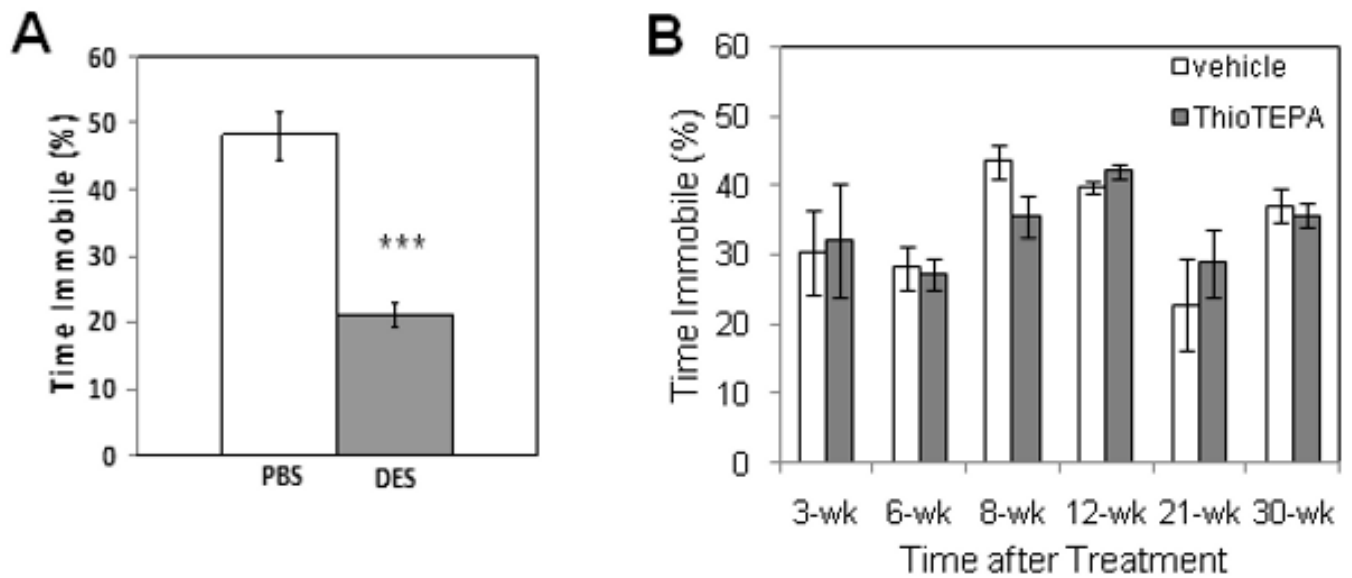 A
Time Immobile (%)
60
50
40
30
20
10
0
***
PBS DES
B
Time Immobile (%)
60
50
40
30
20
10
0
vehicle
ThioTEPA
3-wk 6-wk 8-wk 12-wk 21-wk 30-wk
Time after Treatment